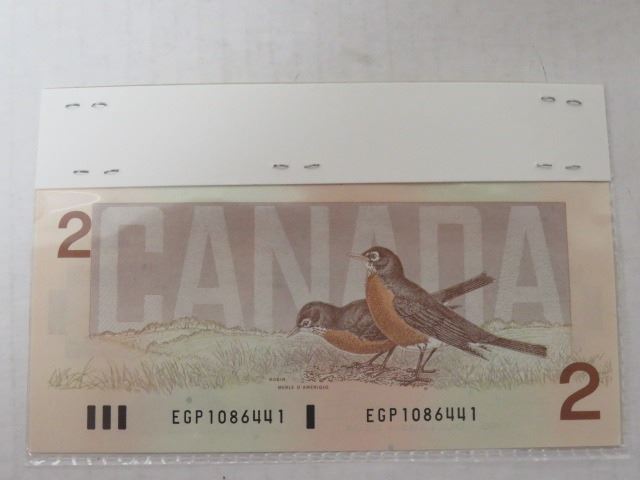 2 CANADA
ROBIN
MERLE D'AMÉRIQUE
2
EGP1086441 EGP1086441